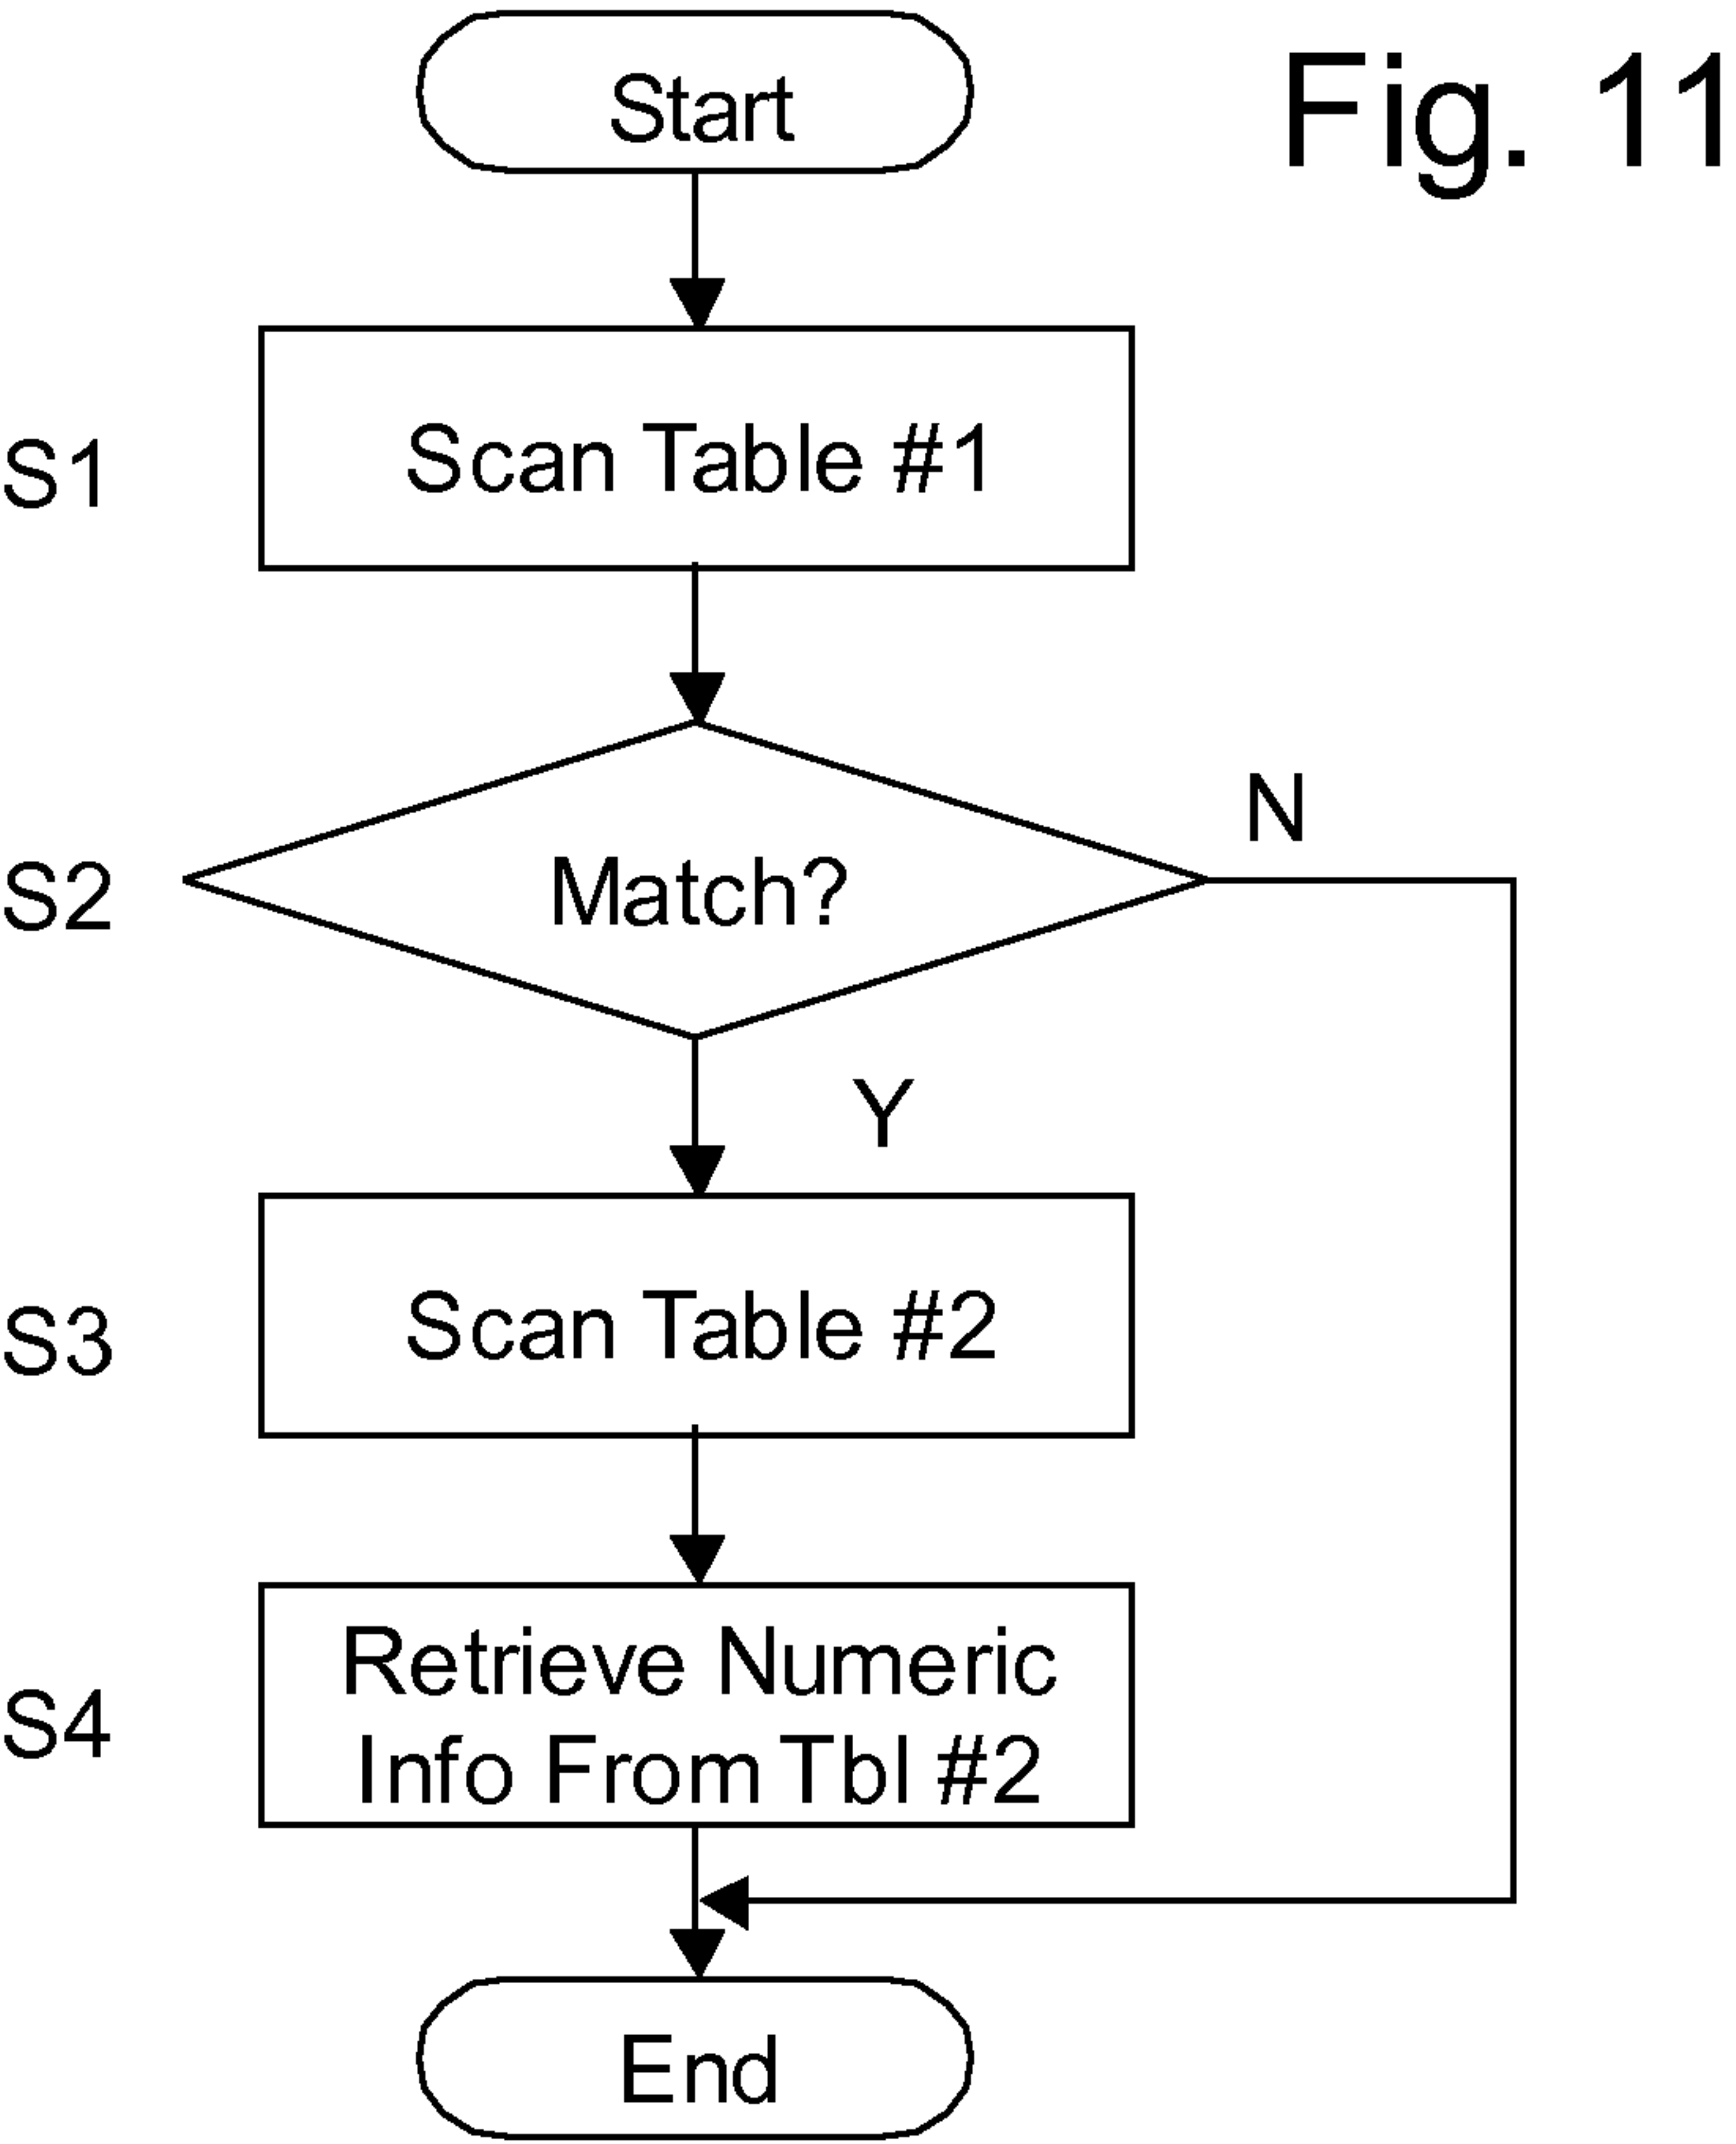 Start
Fig. 11
S1
Scan Table #1
S2
Match?
N
Y
S3
Scan Table #2
S4
Retrieve Numeric
Info From Tbl #2
End